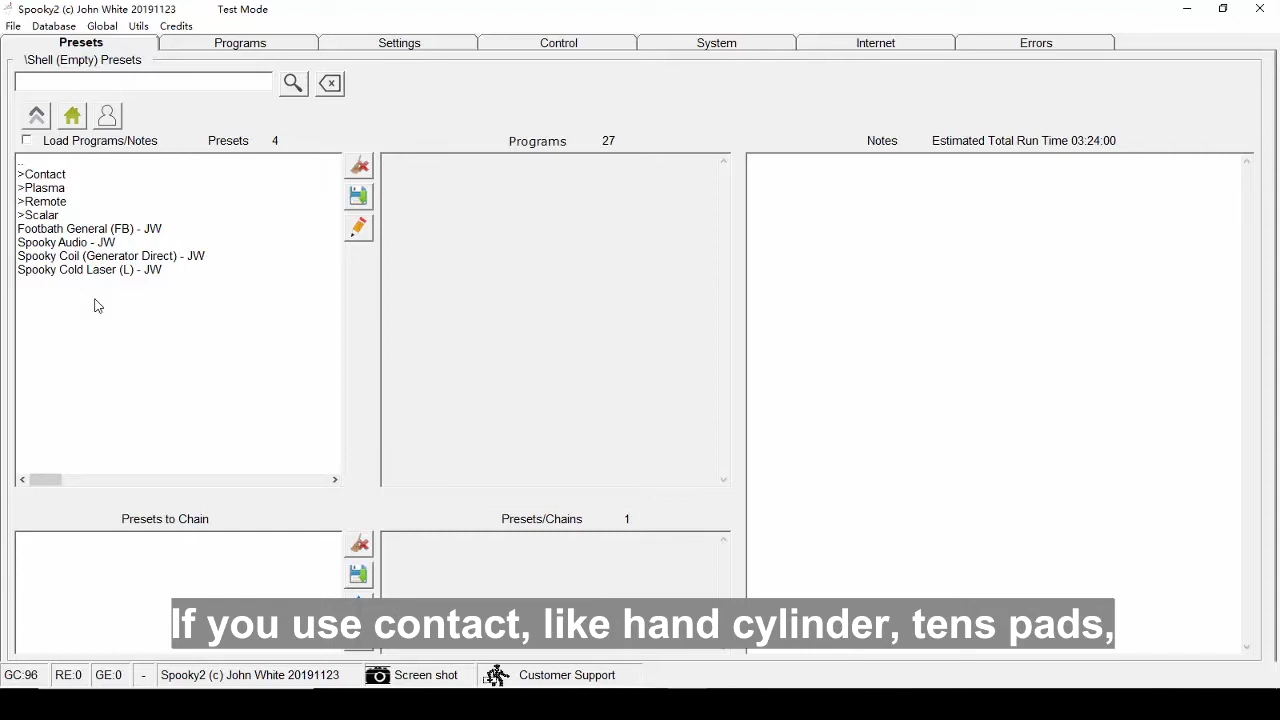 Spooky2 (c) John White 20191123 Test Mode
File Database Global Utils Credits
Presets Programs Settings Control System Internet Errors
\Shell (Empty) Presets
Load Programs/Notes Presets 4 Programs 27 Notes Estimated Total Run Time 03:24:00
..
>Contact
>Plasma
>Remote
>Scalar
Footbath General (FB) - JW
Spooky Audio - JW
Spooky Coil (Generator Direct) - JW
Spooky Cold Laser (L) - JW
Presets to Chain Presets/Chains 1
If you use contact, like hand cylinder, tens pads,
GC:96 RE:0 GE:0 - Spooky2 (c) John White 20191123 Screen shot Customer Support